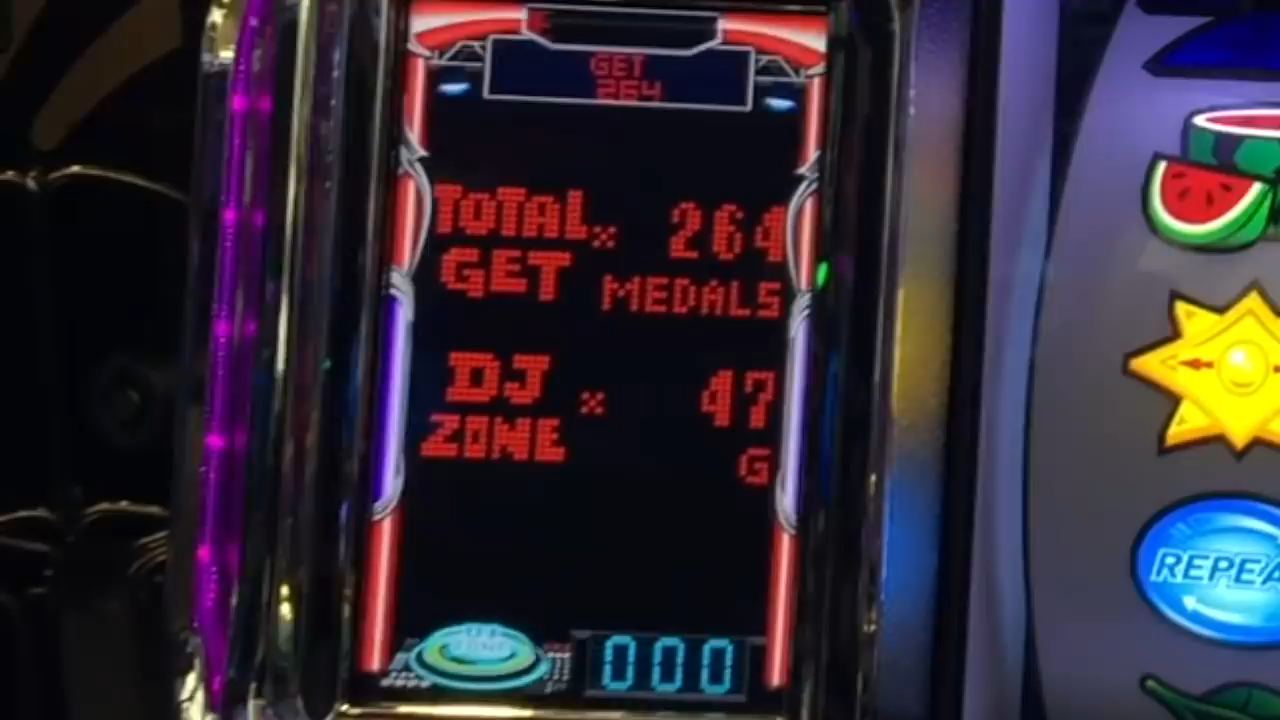 GET
264
TOTAL × 264
GET MEDALS
DJ × 47
ZONE G
000
REPEA